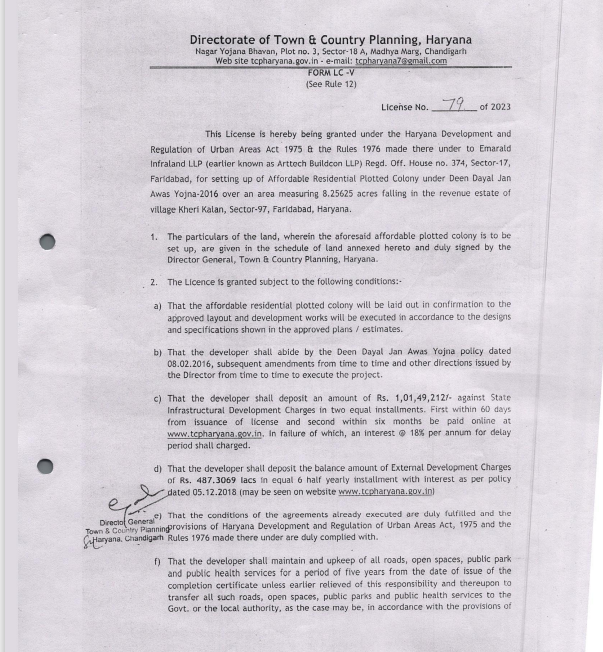 Directorate of Town & Country Planning, Haryana
Nagar Yojana Bhavan, Plot no. 3, Sector-18 A, Madhya Marg, Chandigarh
Web site tcpharyana.gov.in - e-mail: tcpharyana7@gmail.com
FORM LC -V
(See Rule 12)
License No. 79 of 2023
This License is hereby being granted under the Haryana Development and
Regulation of Urban Areas Act 1975 & the Rules 1976 made there under to Emarald
Infraland LLP (earlier known as Arttech Buildcon LLP) Regd. Off. House no. 374, Sector-17,
Faridabad, for setting up of Affordable Residential Plotted Colony under Deen Dayal Jan
Awas Yojna-2016 over an area measuring 8.25625 acres falling in the revenue estate of
village Kheri Kalan, Sector-97, Faridabad, Haryana.
1. The particulars of the land, wherein the aforesaid affordable plotted colony is to be
set up, are given in the schedule of land annexed hereto and duly signed by the
Director General, Town & Country Planning, Haryana.
2. The Licence is granted subject to the following conditions:-
a) That the affordable residential plotted colony will be laid out in confirmation to the
approved layout and development works will be executed in accordance to the designs
and specifications shown in the approved plans / estimates.
b) That the developer shall abide by the Deen Dayal Jan Awas Yojna policy dated
08.02.2016, subsequent amendments from time to time and other directions issued by
the Director from time to time to execute the project.
c) That the developer shall deposit an amount of Rs. 1,01,49,212/- against State
Infrastructural Development Charges in two equal installments. First within 60 days
from issuance of license and second within six months be paid online at
www.tcpharyana.gov.in. In failure of which, an interest @ 18% per annum for delay
period shall charged.
d) That the developer shall deposit the balance amount of External Development Charges
of Rs. 487.3069 lacs in equal 6 half yearly installment with Interest as per policy
dated 05.12.2018 (may be seen on website www.tcpharyana.gov.in)
e) That the conditions of the agreements already executed are duly fulfilled and the
provisions of Haryana Development and Regulation of Urban Areas Act, 1975 and the
Rules 1976 made there under are duly complied with.
Director General
Town & Country Planning
Haryana, Chandigarh
f) That the developer shall maintain and upkeep of all roads, open spaces, public park
and public health services for a period of five years from the date of issue of the
completion certificate unless earlier relieved of this responsibility and thereupon to
transfer all such roads, open spaces, public parks and public health services to the
Govt. or the local authority, as the case may be, in accordance with the provisions of